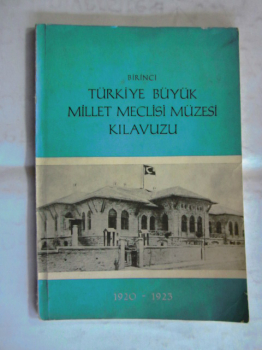 BİRİNCİ
TÜRKİYE BÜYÜK
MİLLET MECLİSİ MÜZESİ
KILAVUZU
1920 - 1923